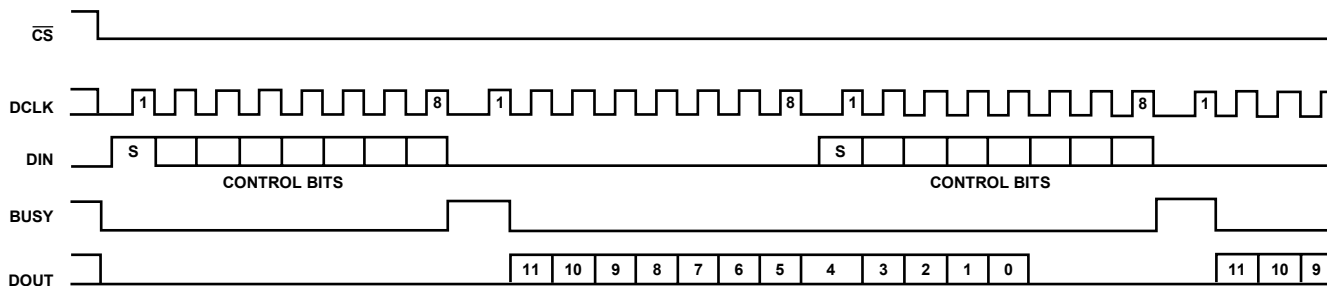 CS
DCLK 1 8 1 8 1 8 1
DIN S S
CONTROL BITS CONTROL BITS
BUSY
DOUT 11 10 9 8 7 6 5 4 3 2 1 0 11 10 9